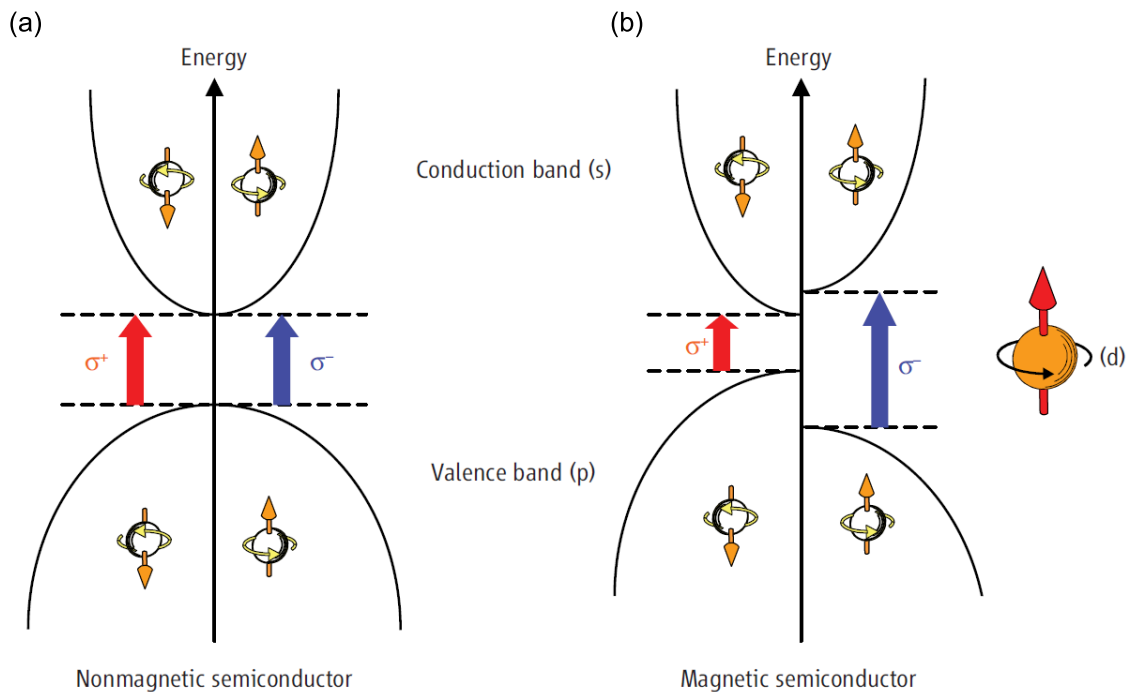 (a)
(b)
Energy
Energy
Conduction band (s)
σ+
σ−
σ+
σ−
(d)
Valence band (p)
Nonmagnetic semiconductor
Magnetic semiconductor